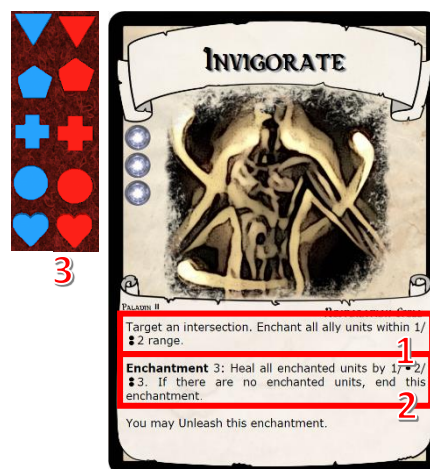 Invigorate
Paladin II
Target an intersection. Enchant all ally units within 1/
:2 range.
1
Enchantment 3: Heal all enchanted units by 1/•2/
:3. If there are no enchanted units, end this
enchantment.
2
You may Unleash this enchantment.
3